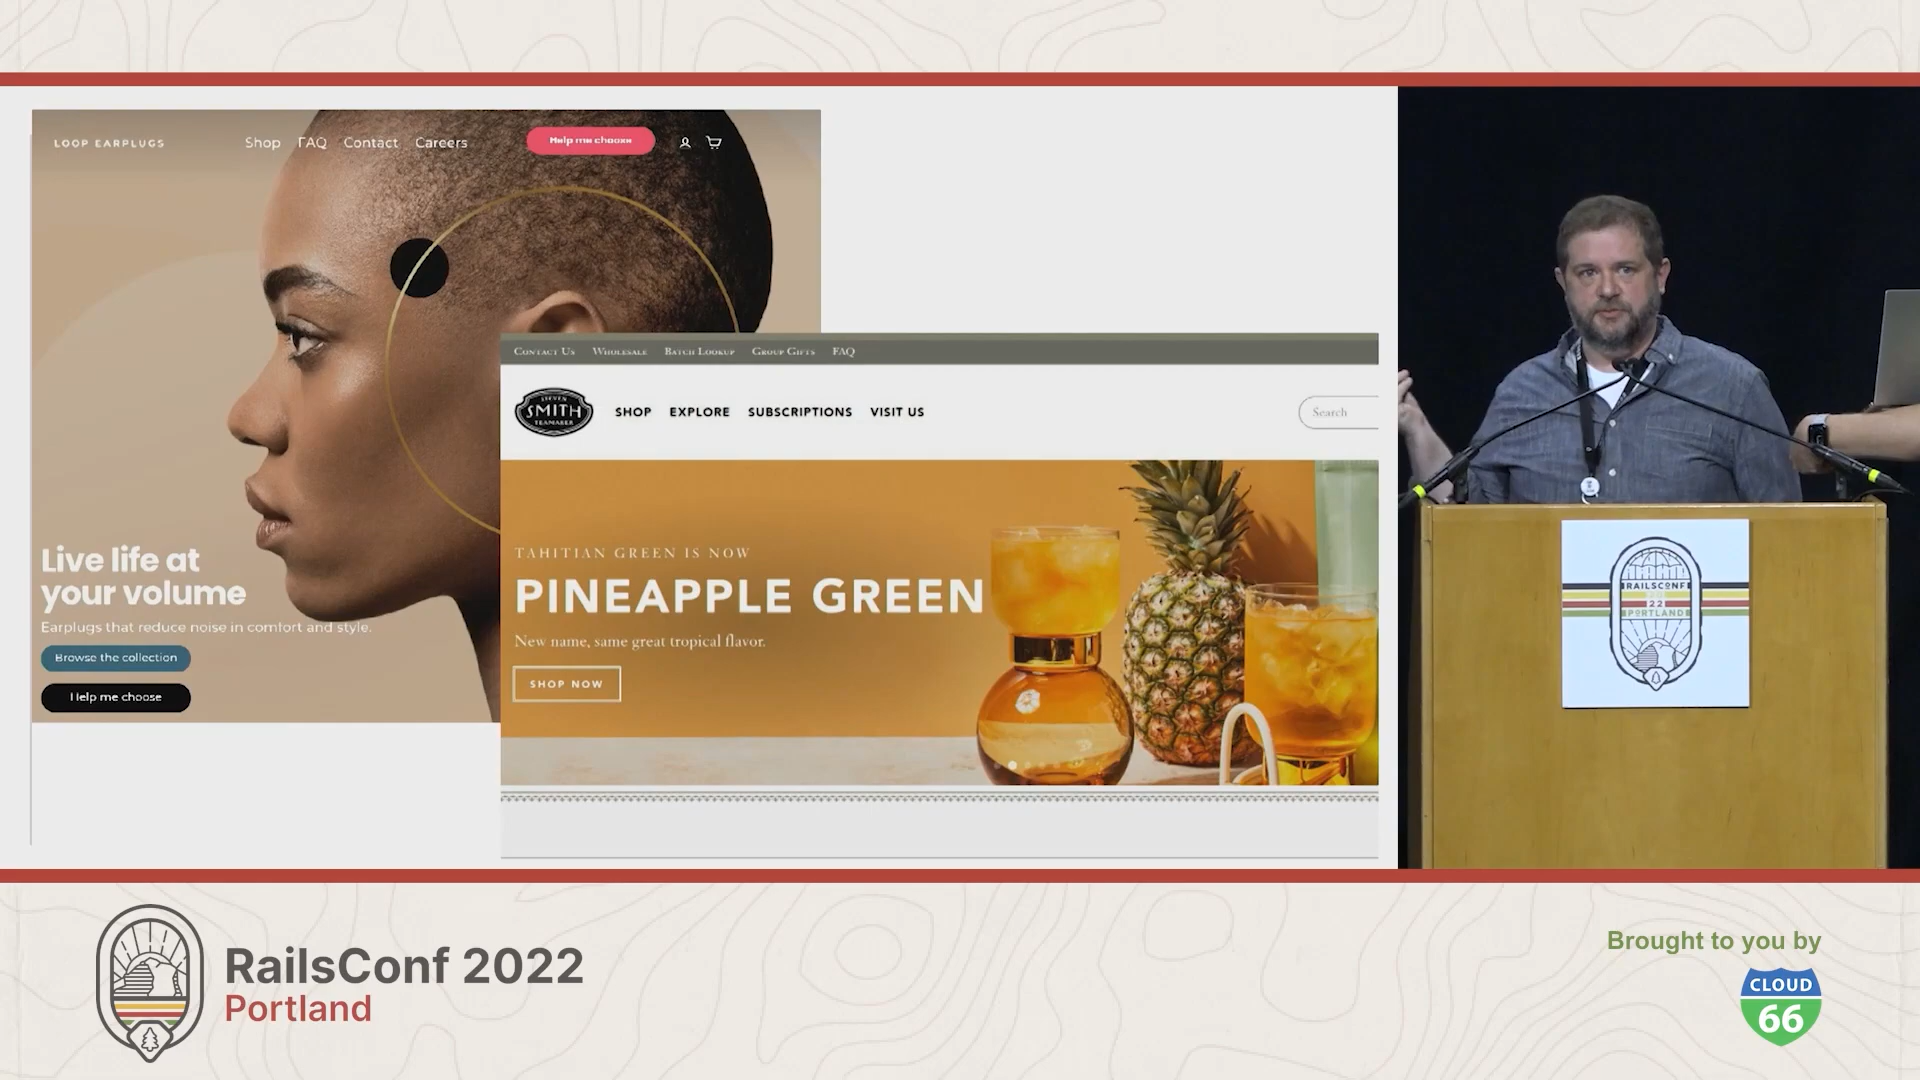 LOOP EARPLUGS
Shop FAQ Contact Careers
Help me choose
Live life at
your volume
Earplugs that reduce noise in comfort and style.
Browse the collection
Help me choose
Contact Us Wholesale Batch Lookup Group Gifts FAQ
STEVEN
SMITH
TEAMAKER
SHOP EXPLORE SUBSCRIPTIONS VISIT US
Search
TAHITIAN GREEN IS NOW
PINEAPPLE GREEN
New name, same great tropical flavor.
SHOP NOW
RAILSCONF
22
PORTLAND
RailsConf 2022
Portland
Brought to you by
CLOUD
66